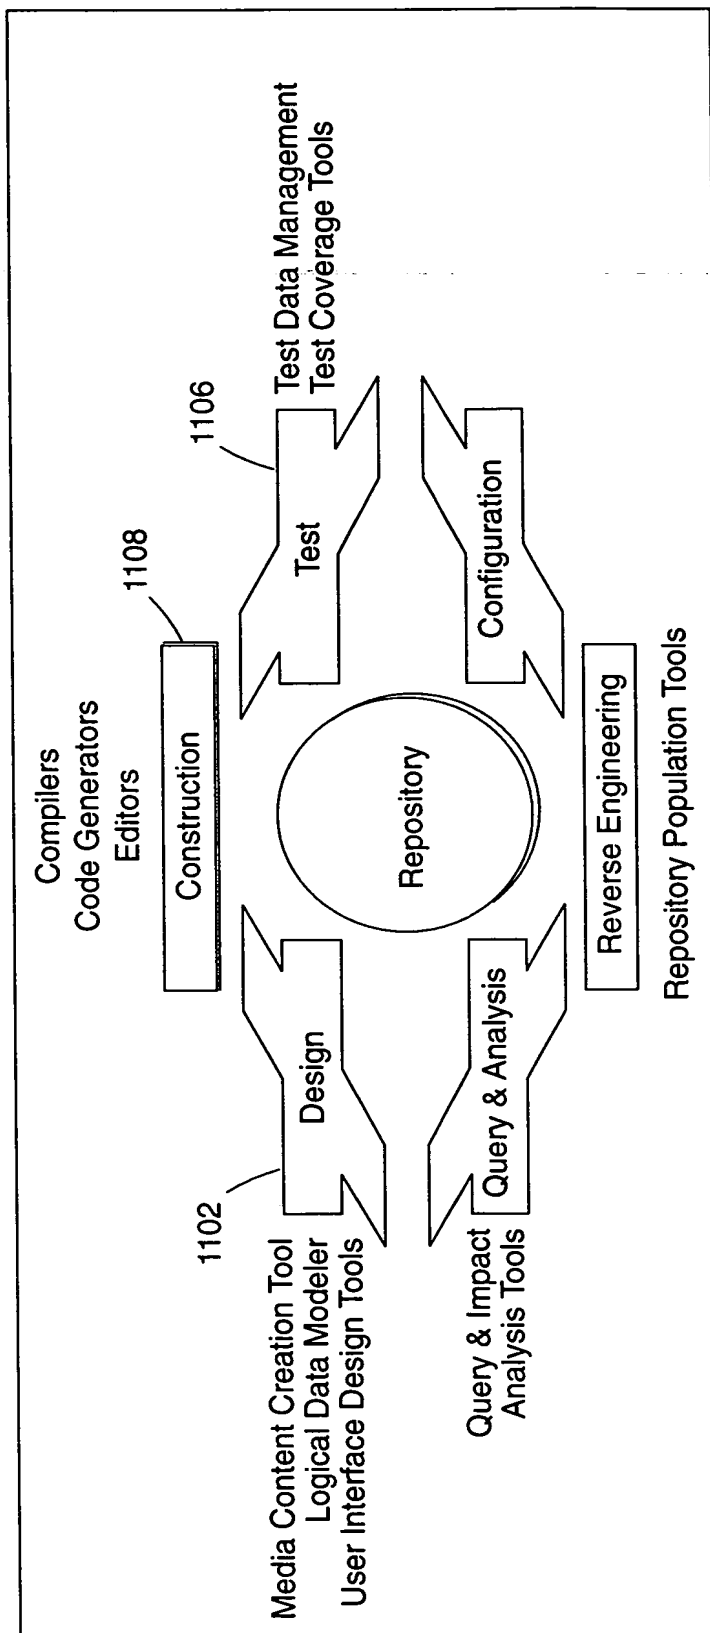 Compilers
Code Generators
Editors
1108
Construction
1102
1106
Media Content Creation Tool
Logical Data Modeler
User Interface Design Tools
Design
Test
Test Data Management
Test Coverage Tools
Repository
Query & Impact
Analysis Tools
Query & Analysis
Configuration
Reverse Engineering
Repository Population Tools